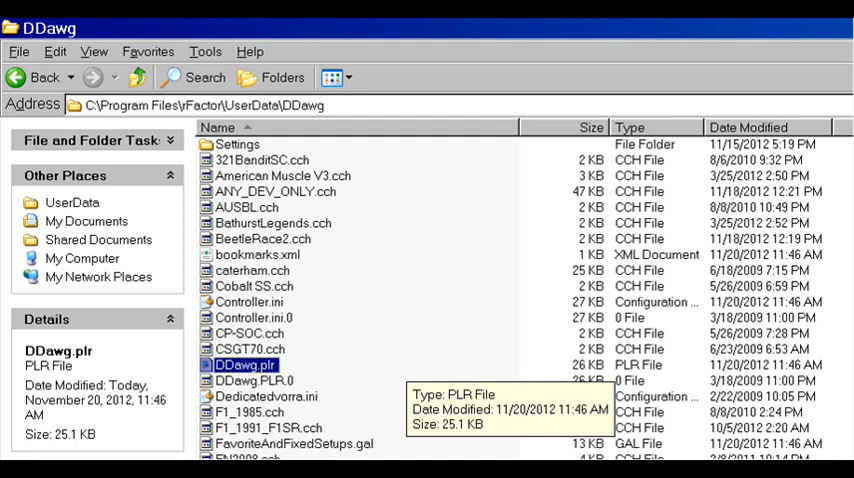 DDawg
File Edit View Favorites Tools Help
Back Search Folders
Address C:\Program Files\rFactor\UserData\DDawg
File and Folder Task:
Other Places
UserData
My Documents
Shared Documents
My Computer
My Network Places
Details
DDawg.plr
PLR File
Date Modified: Today,
November 20, 2012, 11:46
AM
Size: 25.1 KB
Name Size Type Date Modified
Settings File Folder 11/15/2012 5:19 PM
321BanditSC.cch 2 KB CCH File 8/6/2010 9:32 PM
American Muscle V3.cch 3 KB CCH File 3/25/2012 2:50 PM
ANY_DEV_ONLY.cch 47 KB CCH File 11/18/2012 12:21 PM
AUSBL.cch 2 KB CCH File 8/8/2010 10:49 PM
BathurstLegends.cch 2 KB CCH File 3/25/2012 2:52 PM
BeetleRace2.cch 2 KB CCH File 11/18/2012 12:19 PM
bookmarks.xml 1 KB XML Document 11/20/2012 11:46 AM
caterham.cch 25 KB CCH File 6/18/2009 7:15 PM
Cobalt SS.cch 2 KB CCH File 5/26/2009 6:59 PM
Controller.ini 27 KB Configuration ... 11/20/2012 11:46 AM
Controller.ini.0 27 KB 0 File 3/18/2009 11:00 PM
CP-SOC.cch 2 KB CCH File 5/26/2009 7:28 PM
CSGT70.cch 2 KB CCH File 6/23/2009 6:53 AM
DDawg.plr 26 KB PLR File 11/20/2012 11:46 AM
DDawg.PLR.0 26 KB 0 File 3/18/2009 11:00 PM
Dedicatedvorra.ini Configuration ... 2/22/2009 10:05 PM
F1_1985.cch CCH File 8/8/2010 2:24 PM
F1_1991_F1SR.cch CCH File 10/5/2012 2:20 AM
FavoriteAndFixedSetups.gal 13 KB GAL File 11/20/2012 11:46 AM
4 KB CCH File
Type: PLR File
Date Modified: 11/20/2012 11:46 AM
Size: 25.1 KB